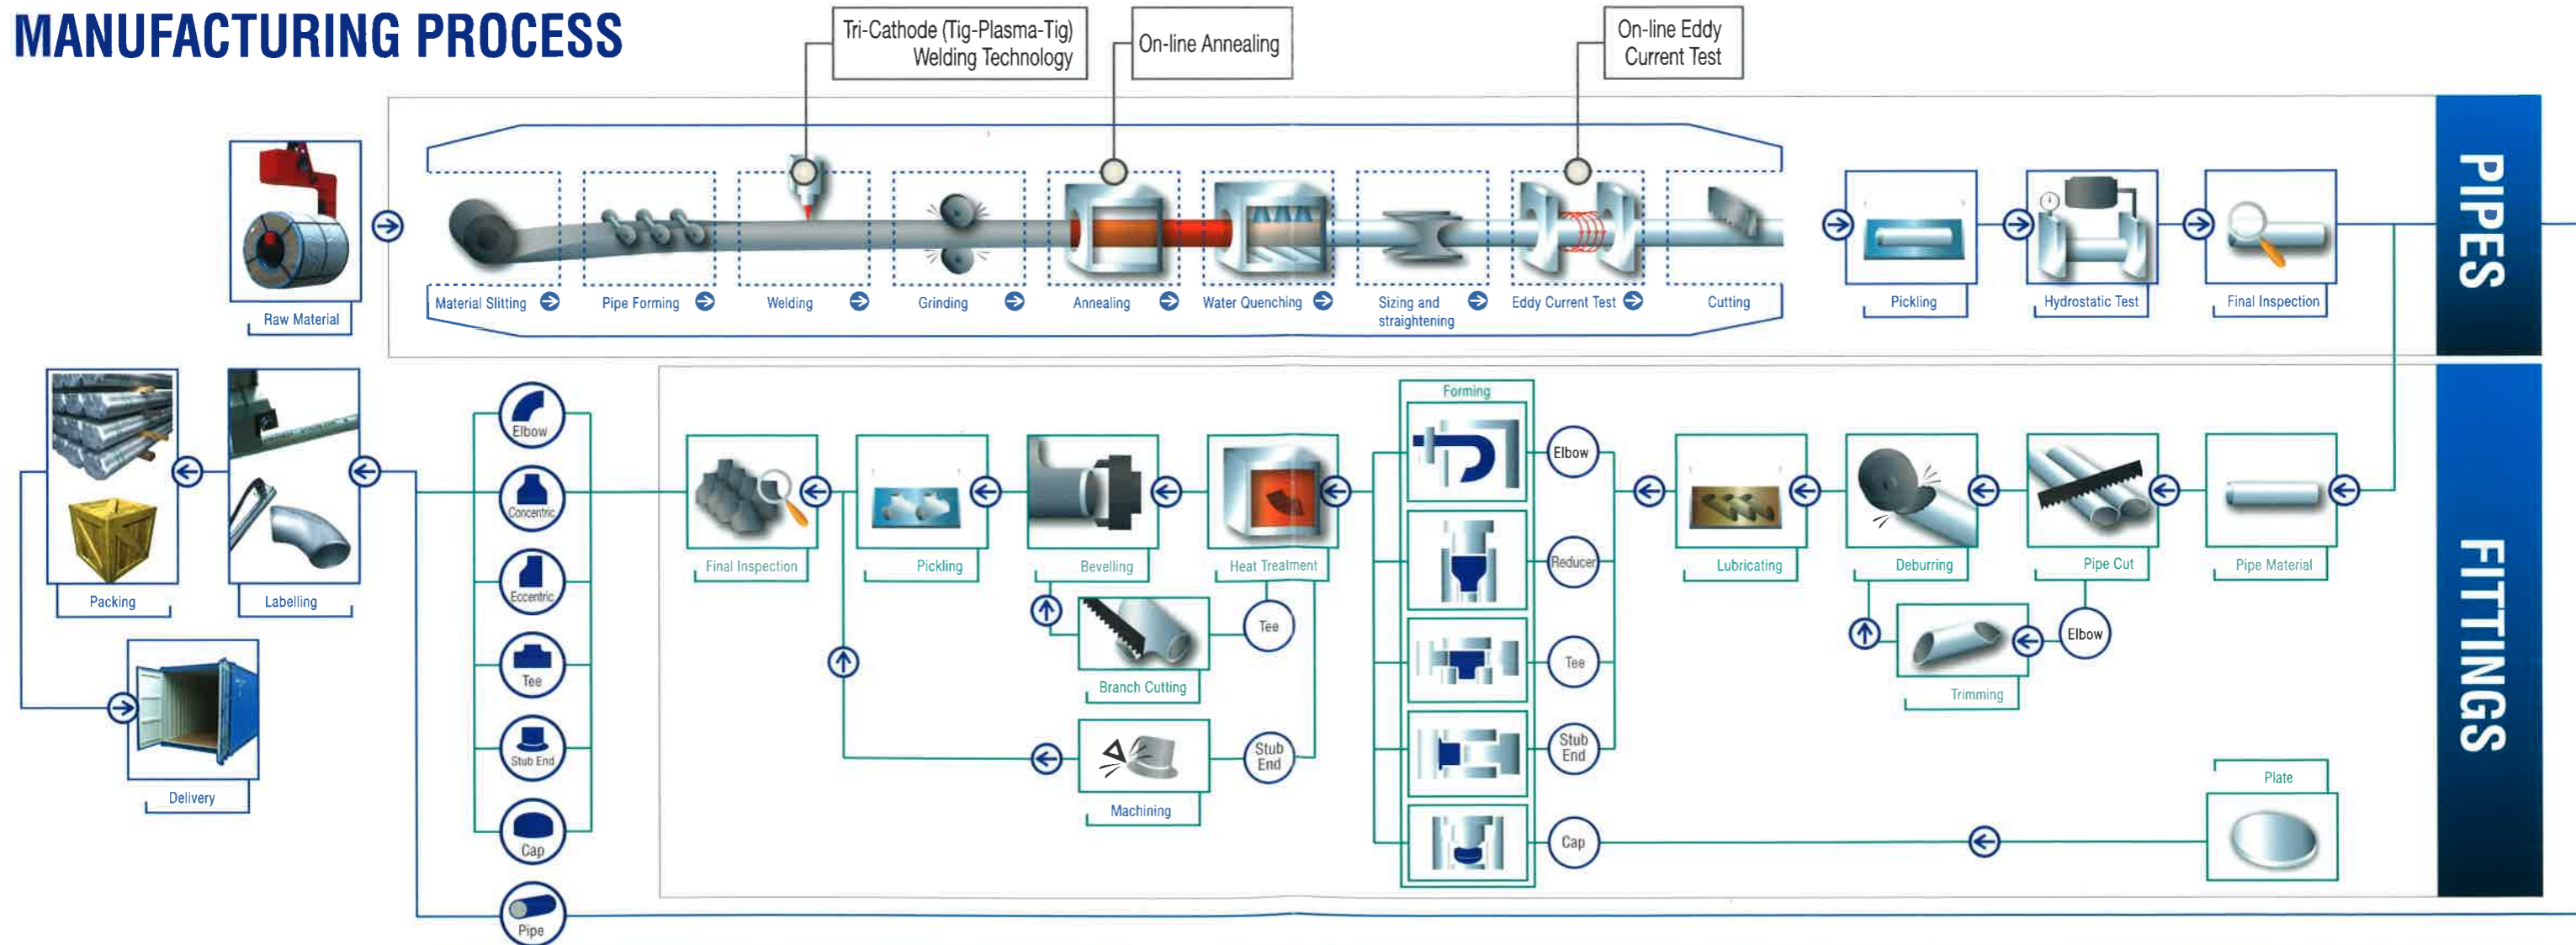 MANUFACTURING PROCESS
Tri-Cathode (Tig-Plasma-Tig)
Welding Technology
On-line Annealing
On-line Eddy
Current Test
Raw Material
Material Slitting
Pipe Forming
Welding
Grinding
Annealing
Water Quenching
Sizing and
straightening
Eddy Current Test
Cutting
Pickling
Hydrostatic Test
Final Inspection
PIPES
Packing
Labelling
Delivery
Elbow
Concentric
Eccentric
Tee
Stub End
Cap
Pipe
Final Inspection
Pickling
Bevelling
Heat Treatment
Branch Cutting
Tee
Machining
Stub
End
Forming
Elbow
Reducer
Tee
Stub
End
Cap
Lubricating
Deburring
Pipe Cut
Pipe Material
Trimming
Elbow
Plate
FITTINGS